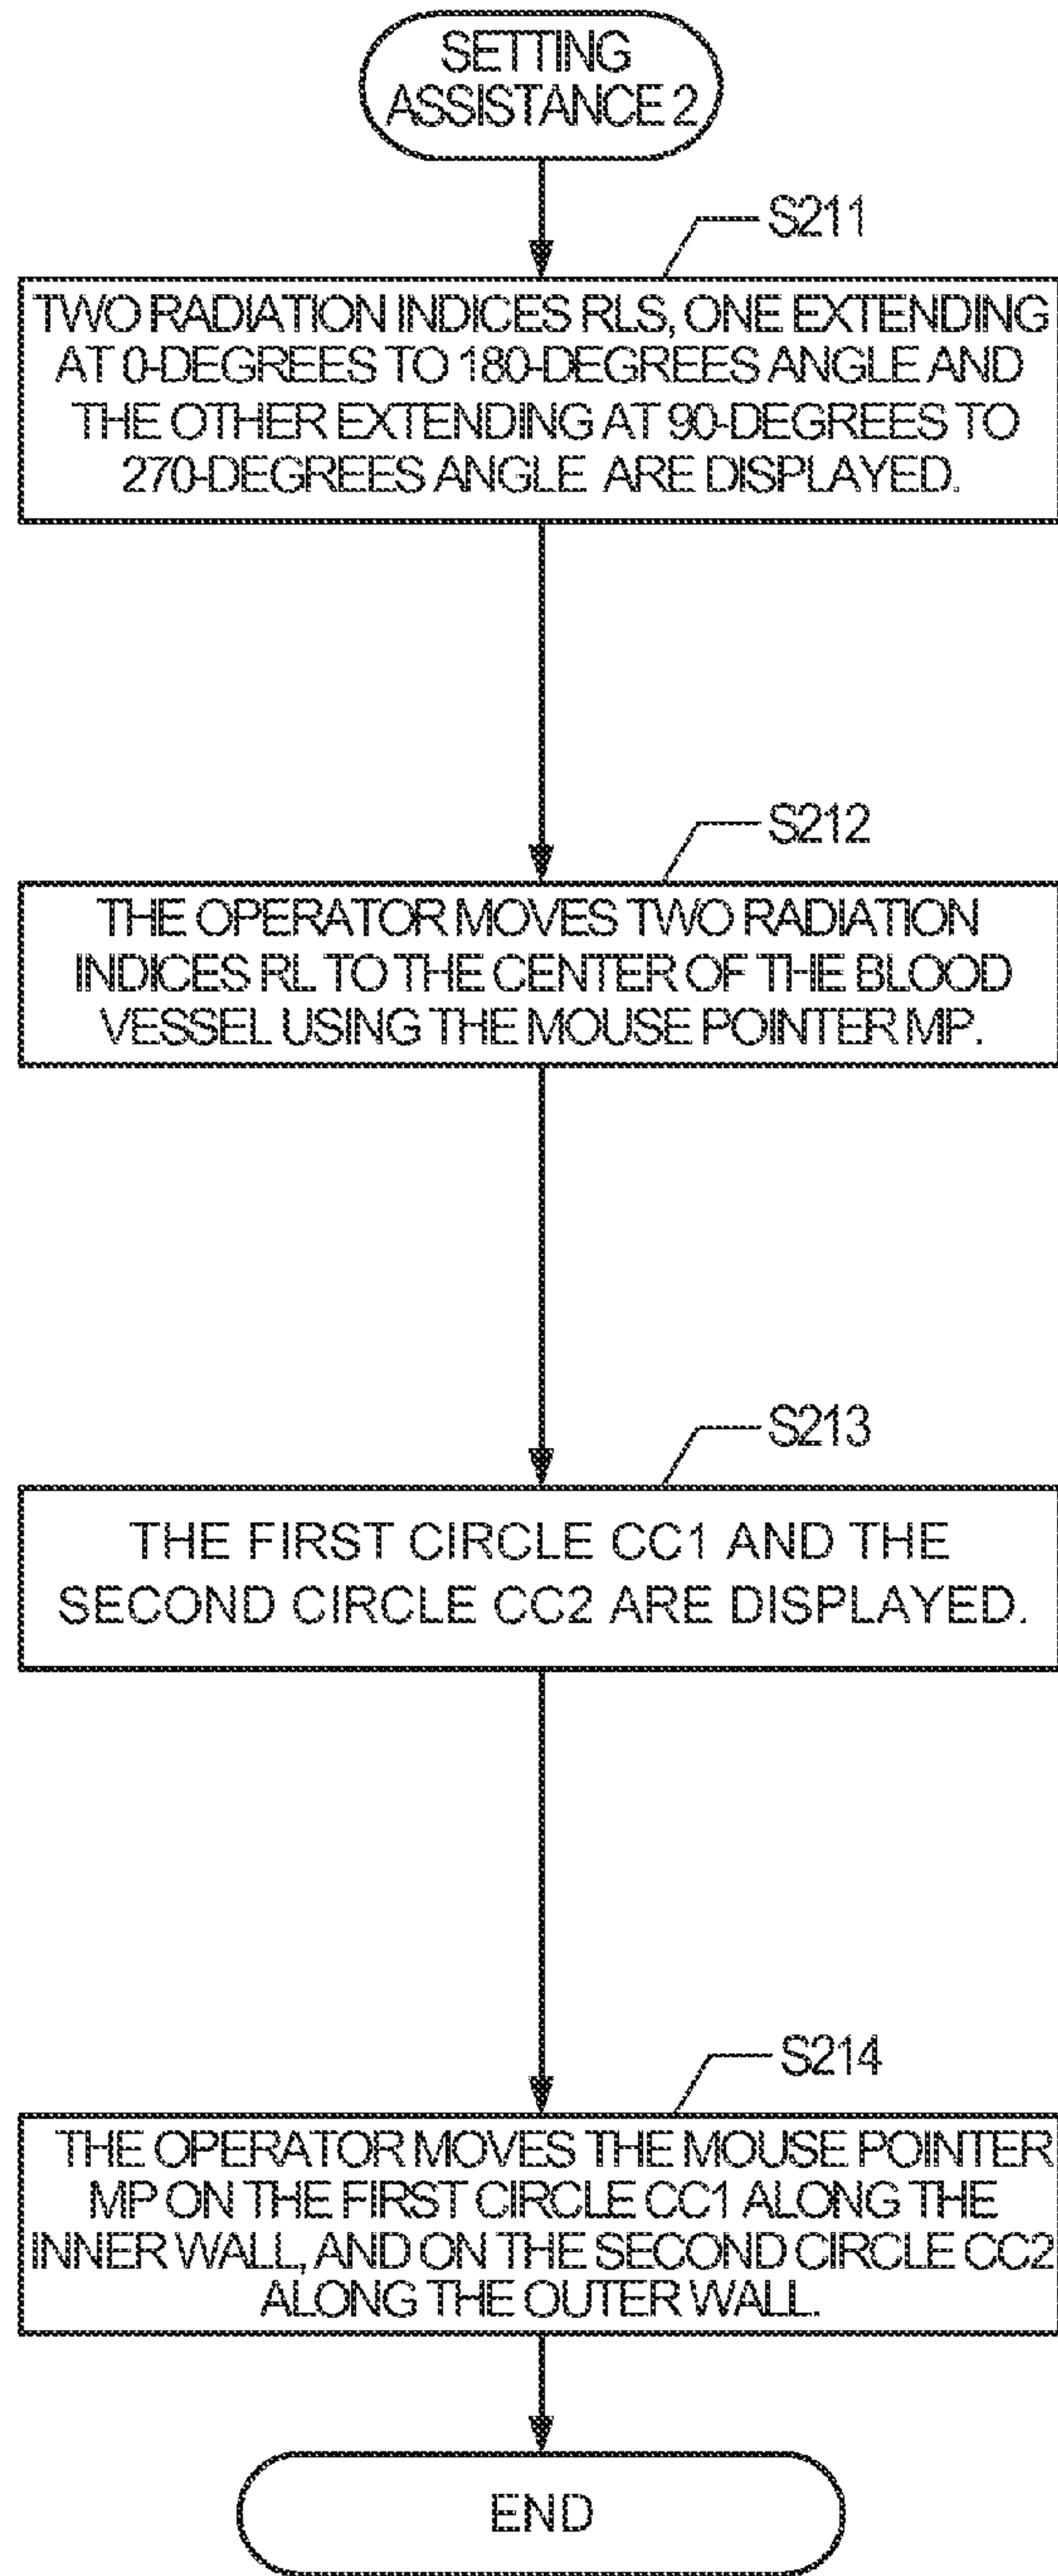 SETTING
ASSISTANCE 2
S211
TWO RADIATION INDICES RLS, ONE EXTENDING
AT 0-DEGREES TO 180-DEGREES ANGLE AND
THE OTHER EXTENDING AT 90-DEGREES TO
270-DEGREES ANGLE ARE DISPLAYED.
S212
THE OPERATOR MOVES TWO RADIATION
INDICES RL TO THE CENTER OF THE BLOOD
VESSEL USING THE MOUSE POINTER MP.
S213
THE FIRST CIRCLE CC1 AND THE
SECOND CIRCLE CC2 ARE DISPLAYED.
S214
THE OPERATOR MOVES THE MOUSE POINTER
MP ON THE FIRST CIRCLE CC1 ALONG THE
INNER WALL, AND ON THE SECOND CIRCLE CC2
ALONG THE OUTER WALL.
END